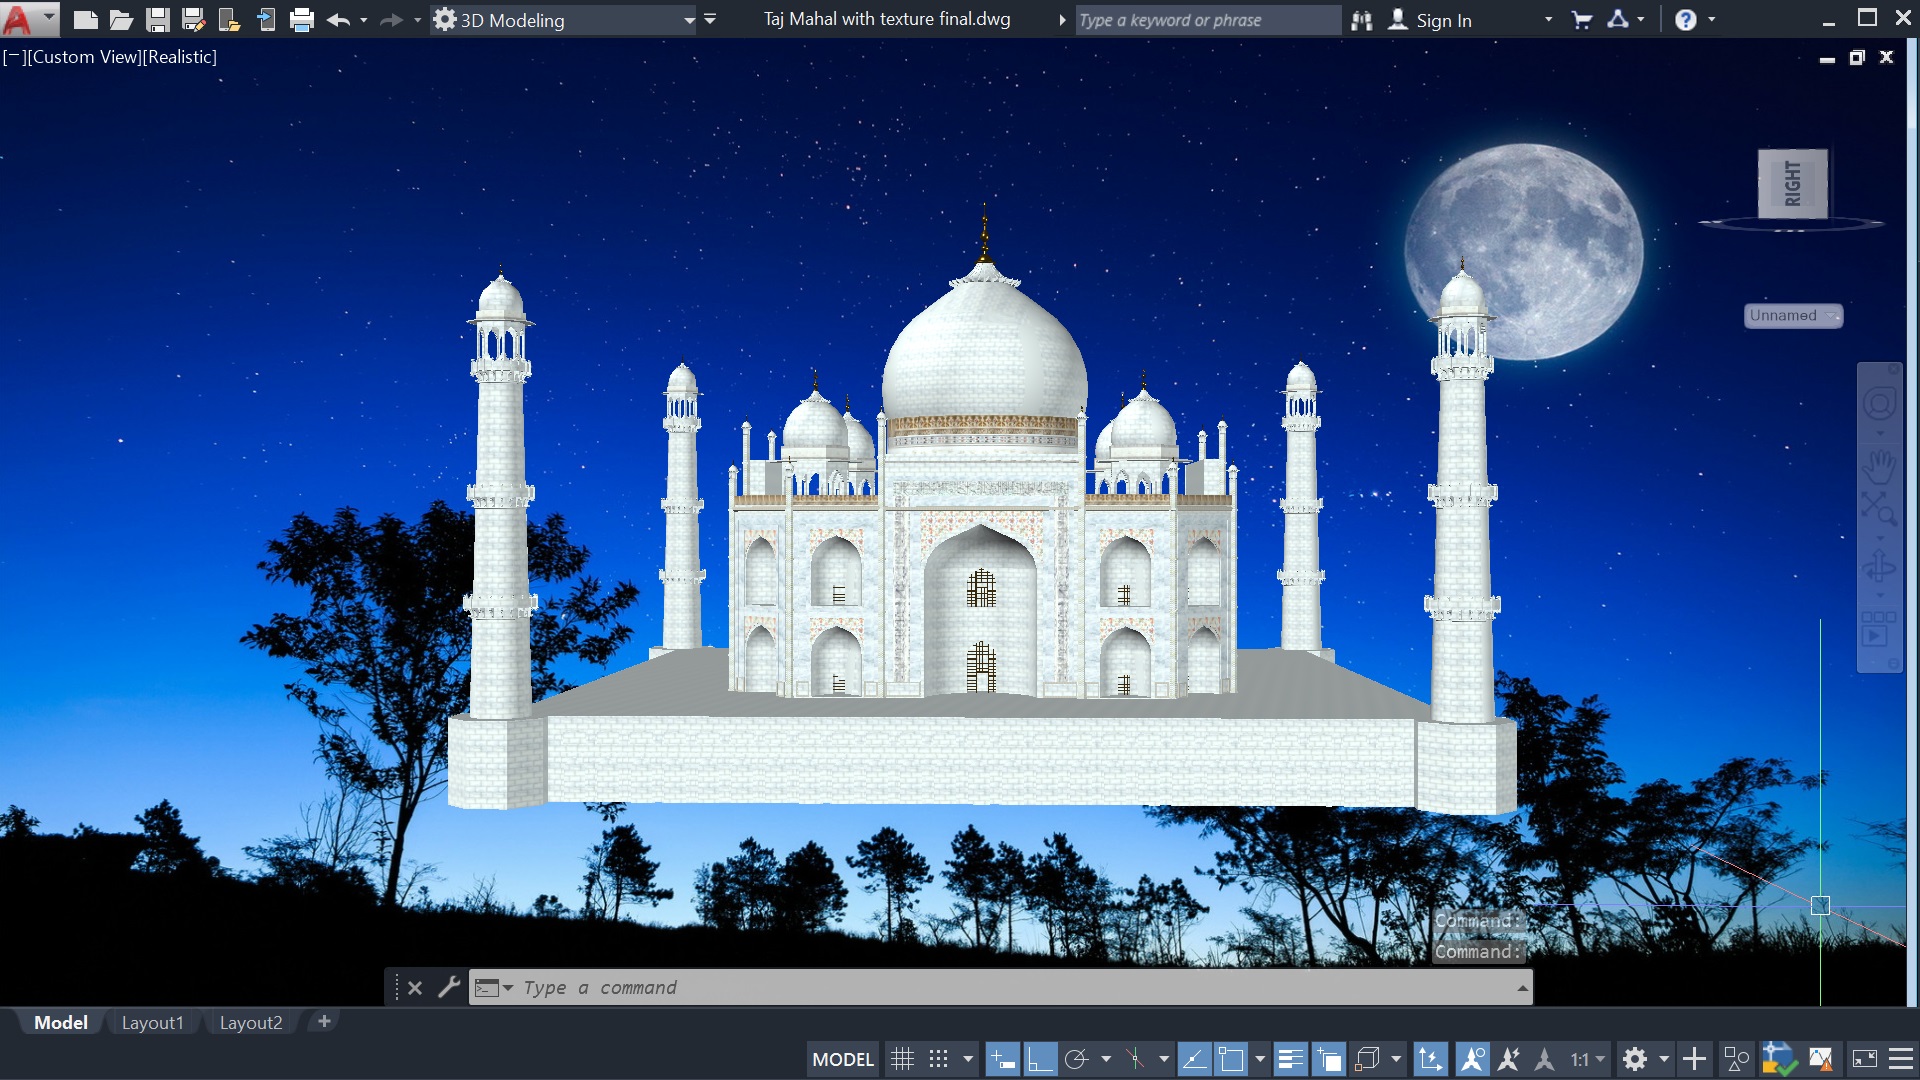 3D Modeling
Taj Mahal with texture final.dwg
Type a keyword or phrase
Sign In
[−][Custom View][Realistic]
RIGHT
Unnamed
Command:
Command:
Type a command
Model
Layout1
Layout2
MODEL
1:1